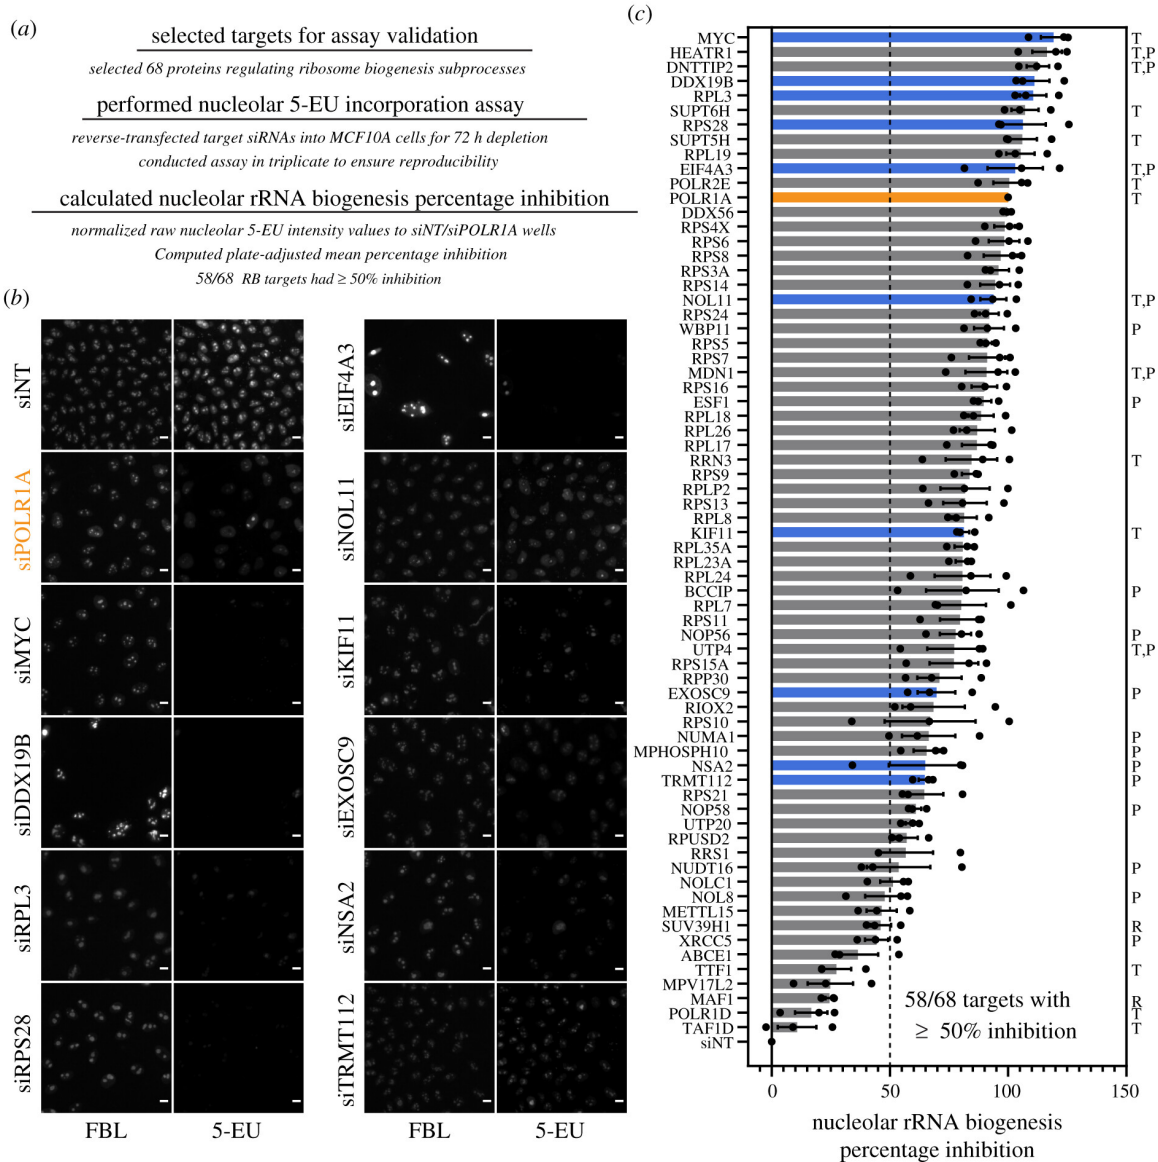 (a)
selected targets for assay validation
selected 68 proteins regulating ribosome biogenesis subprocesses
performed nucleolar 5-EU incorporation assay
reverse-transfected target siRNAs into MCF10A cells for 72 h depletion
conducted assay in triplicate to ensure reproducibility
calculated nucleolar rRNA biogenesis percentage inhibition
normalized raw nucleolar 5-EU intensity values to siNT/siPOLR1A wells
Computed plate-adjusted mean percentage inhibition
58/68 RB targets had ≥ 50% inhibition
(b)
siNT
siPOLR1A
siMYC
siDDX19B
siRPL3
siRPS28
siEIF4A3
siNOL11
siKIF11
siEXOSC9
siNSA2
siTRMT112
FBL 5-EU FBL 5-EU
(c)
MYC T
HEATR1 T,P
DNTTIP2 T,P
DDX19B
RPL3
SUPT6H T
RPS28
SUPT5H T
RPL19
EIF4A3 T,P
POLR2E T
POLR1A T
DDX56
RPS4X
RPS6
RPS8
RPS3A
RPS14
NOL11 T,P
RPS24
WBP11 P
RPS5
RPS7
MDN1 T,P
RPS16
ESF1 P
RPL18
RPL26
RPL17
RRN3 T
RPS9
RPLP2
RPS13
RPL8
KIF11 T
RPL35A
RPL23A
RPL24
BCCIP P
RPL7
RPS11
NOP56 P
UTP4 T,P
RPS15A
RPP30
EXOSC9 P
RIOX2
RPS10
NUMA1 P
MPHOSPH10 P
NSA2 P
TRMT112 P
RPS21
NOP58 P
UTP20
RPUSD2
RRS1
NUDT16 P
NOLC1
NOL8 P
METTL15
SUV39H1 R
XRCC5 P
ABCE1
TTF1 T
MPV17L2
MAF1 R
POLR1D T
TAF1D T
siNT
58/68 targets with
≥ 50% inhibition
0 50 100 150
nucleolar rRNA biogenesis
percentage inhibition